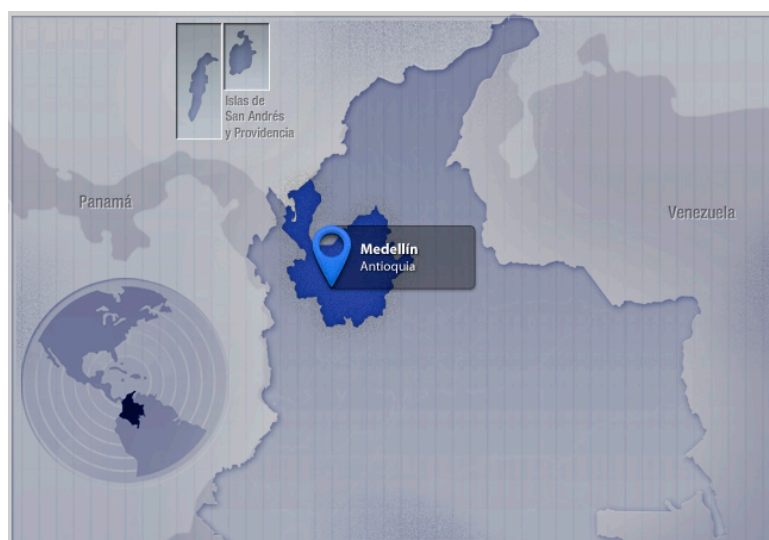 Islas de
San Andrés
y Providencia
Panamá
Venezuela
Medellín
Antioquia